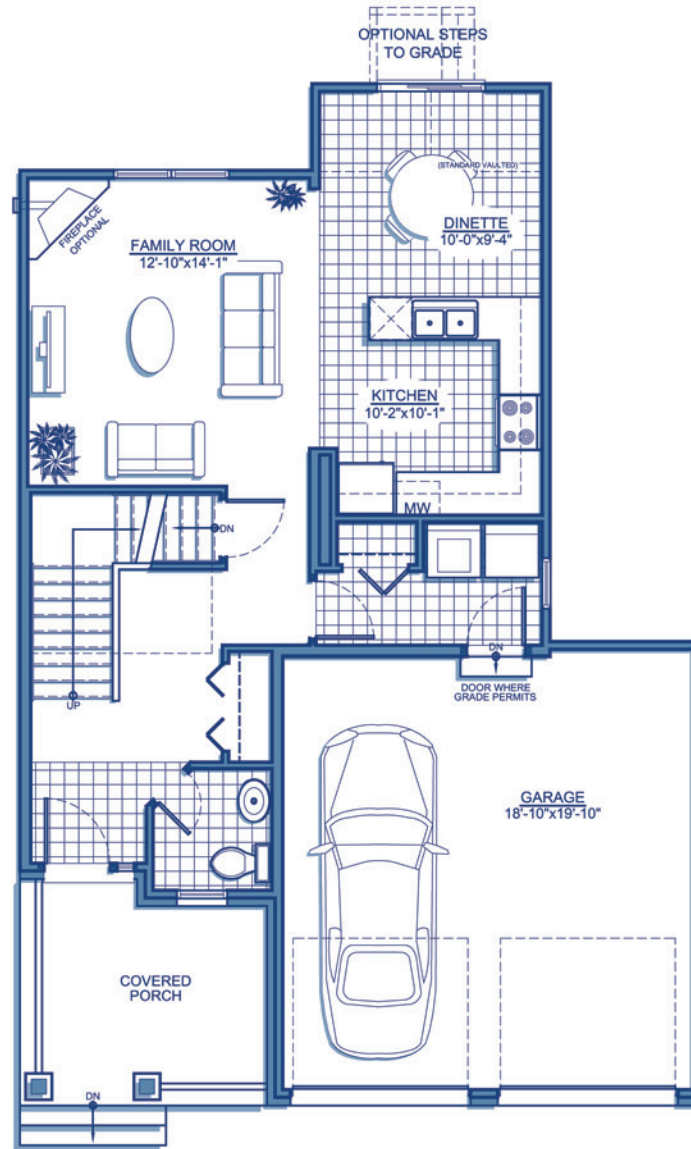 OPTIONAL STEPS
TO GRADE
(STANDARD VAULTED)
DINETTE
10'-0"x9'-4"
FIREPLACE
OPTIONAL
FAMILY ROOM
12'-10"x14'-1"
KITCHEN
10'-2"x10'-1"
MW
DN
UP
DN
DOOR WHERE
GRADE PERMITS
GARAGE
18'-10"x19'-10"
COVERED
PORCH
DN